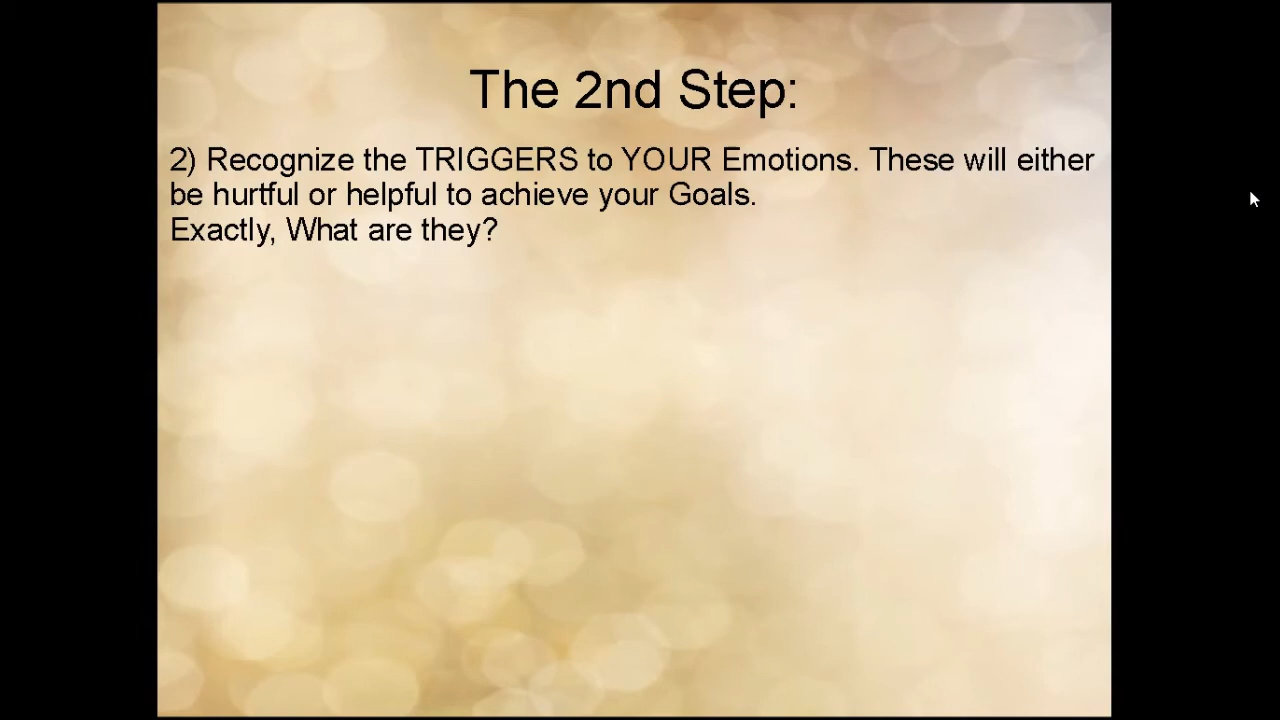 The 2nd Step:
2) Recognize the TRIGGERS to YOUR Emotions. These will either
be hurtful or helpful to achieve your Goals.
Exactly, What are they?